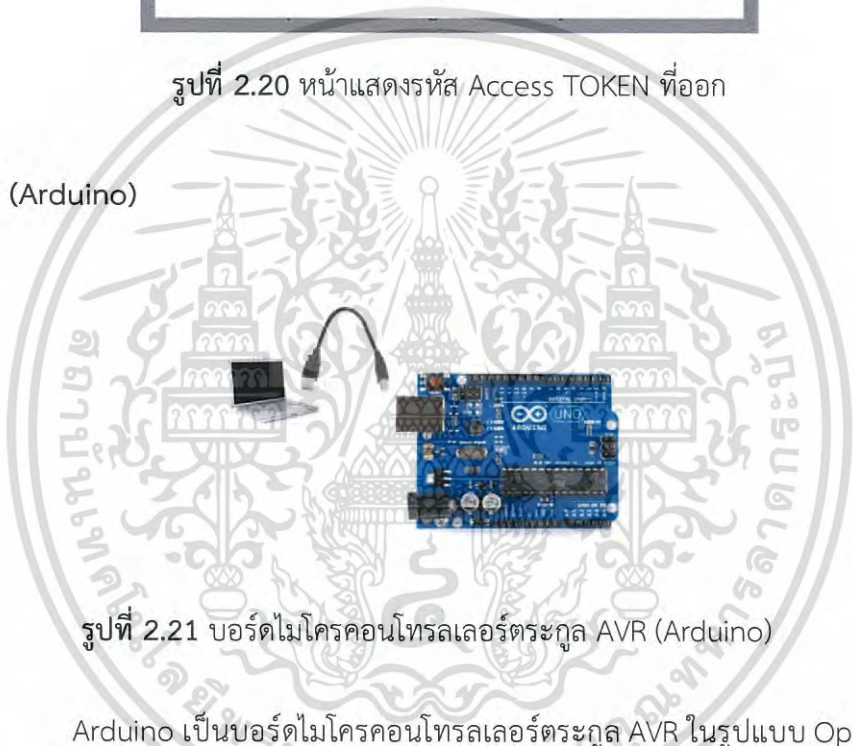 รูปที่ 2.20 หน้าแสดงรหัส Access TOKEN ที่ออก
(Arduino)
UNO
ARDUINO
รูปที่ 2.21 บอร์ดไมโครคอนโทรลเลอร์ตระกูล AVR (Arduino)
Arduino เป็นบอร์ดไมโครคอนโทรลเลอร์ตระกูล AVR ในรูปแบบ Op